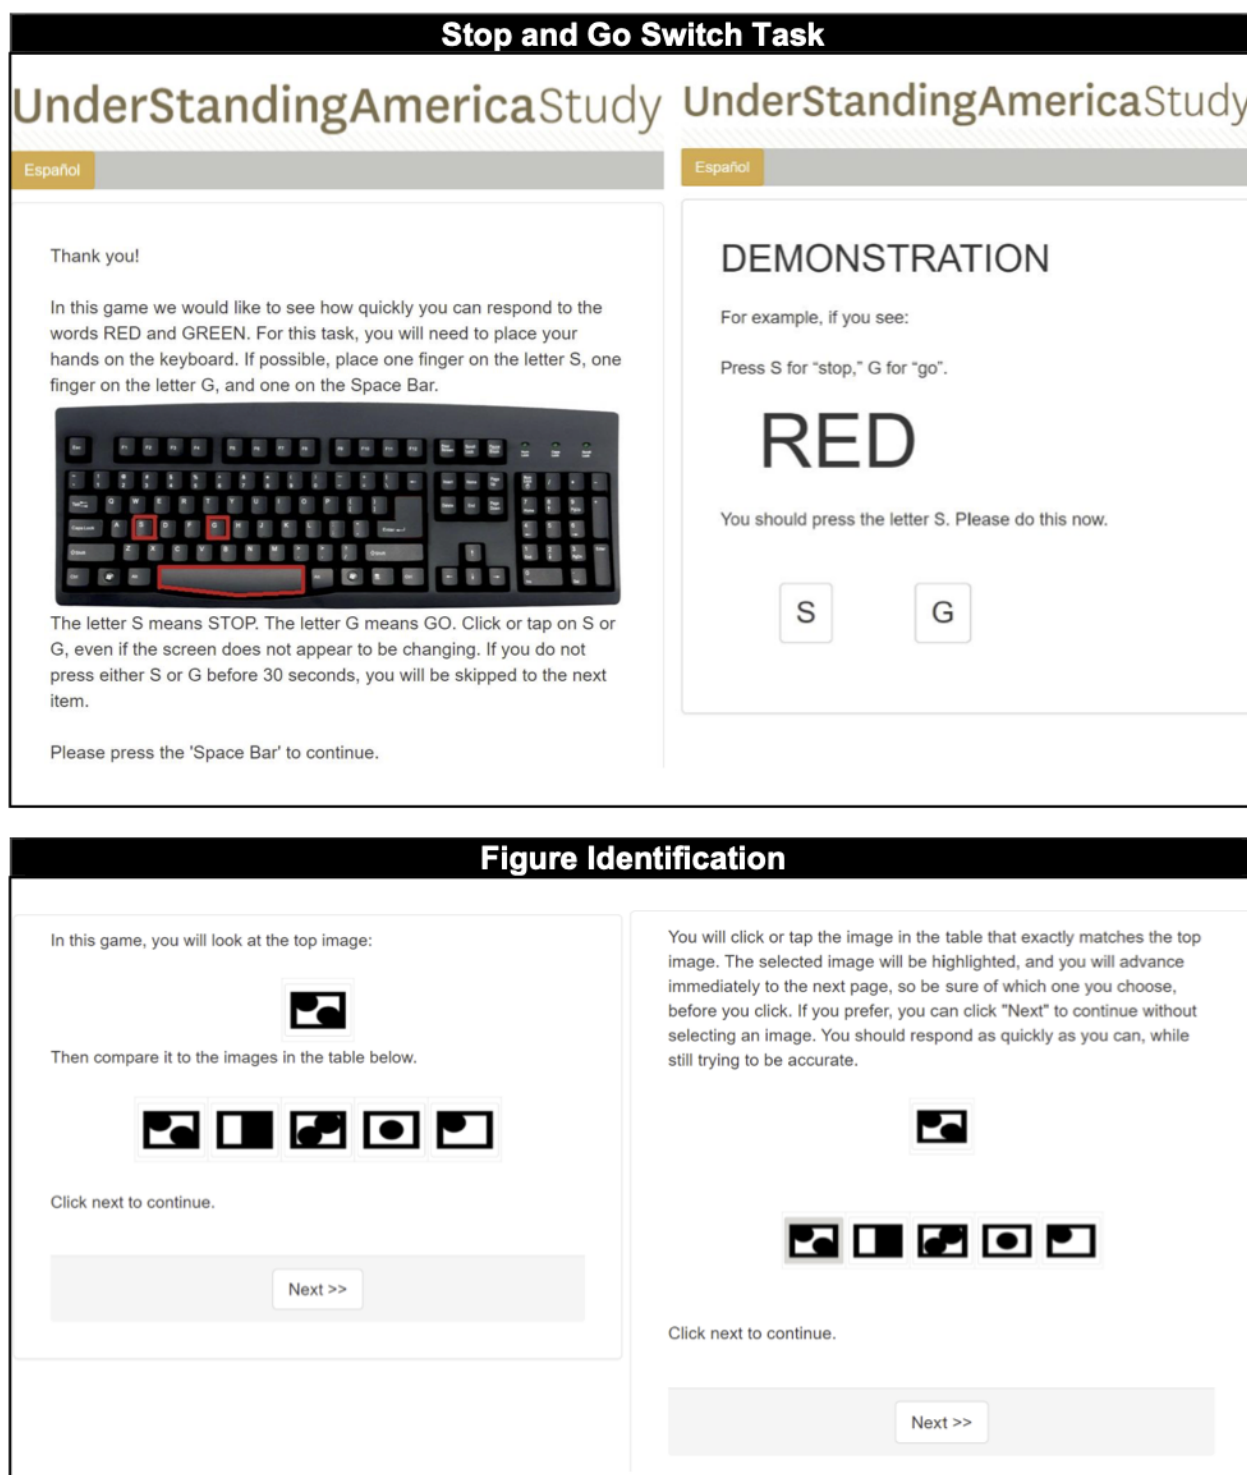 Stop and Go Switch Task
UnderStandingAmericaStudy
Español
Thank you!
In this game we would like to see how quickly you can respond to the
words RED and GREEN. For this task, you will need to place your
hands on the keyboard. If possible, place one finger on the letter S, one
finger on the letter G, and one on the Space Bar.
The letter S means STOP. The letter G means GO. Click or tap on S or
G, even if the screen does not appear to be changing. If you do not
press either S or G before 30 seconds, you will be skipped to the next
item.
Please press the 'Space Bar' to continue.
UnderStandingAmericaStudy
Español
DEMONSTRATION
For example, if you see:
Press S for “stop,” G for “go”.
RED
You should press the letter S. Please do this now.
S G
Figure Identification
In this game, you will look at the top image:
Then compare it to the images in the table below.
Click next to continue.
Next >>
You will click or tap the image in the table that exactly matches the top
image. The selected image will be highlighted, and you will advance
immediately to the next page, so be sure of which one you choose,
before you click. If you prefer, you can click "Next" to continue without
selecting an image. You should respond as quickly as you can, while
still trying to be accurate.
Click next to continue.
Next >>